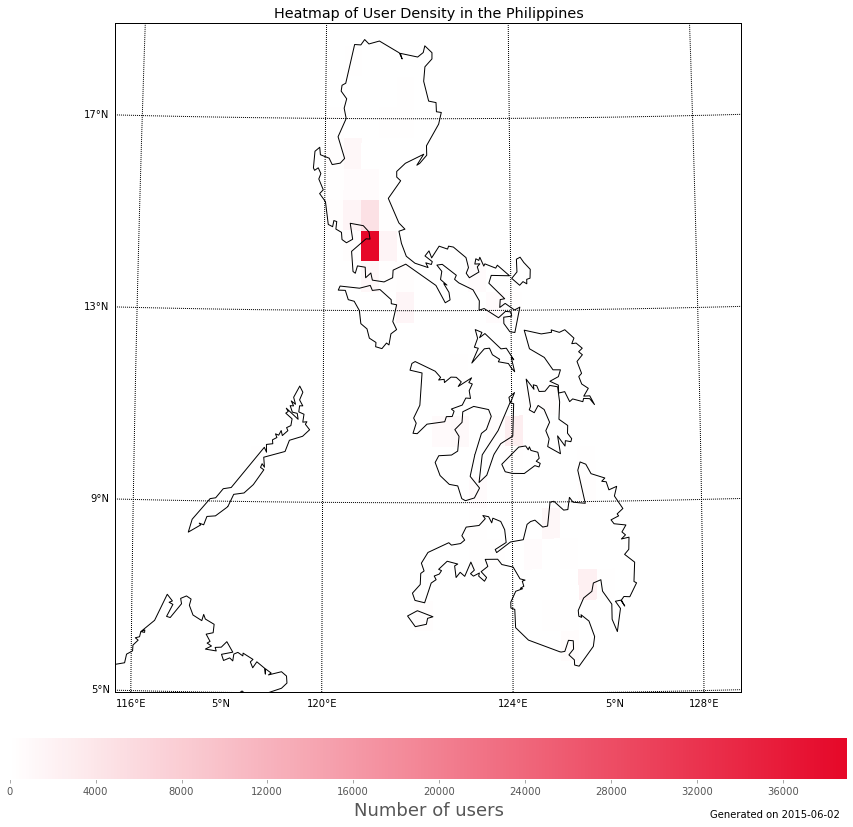 Heatmap of User Density in the Philippines
17°N
13°N
9°N
5°N
116°E 5°N 120°E 124°E 5°N 128°E
0 4000 8000 12000 16000 20000 24000 28000 32000 36000
Number of users
Generated on 2015-06-02